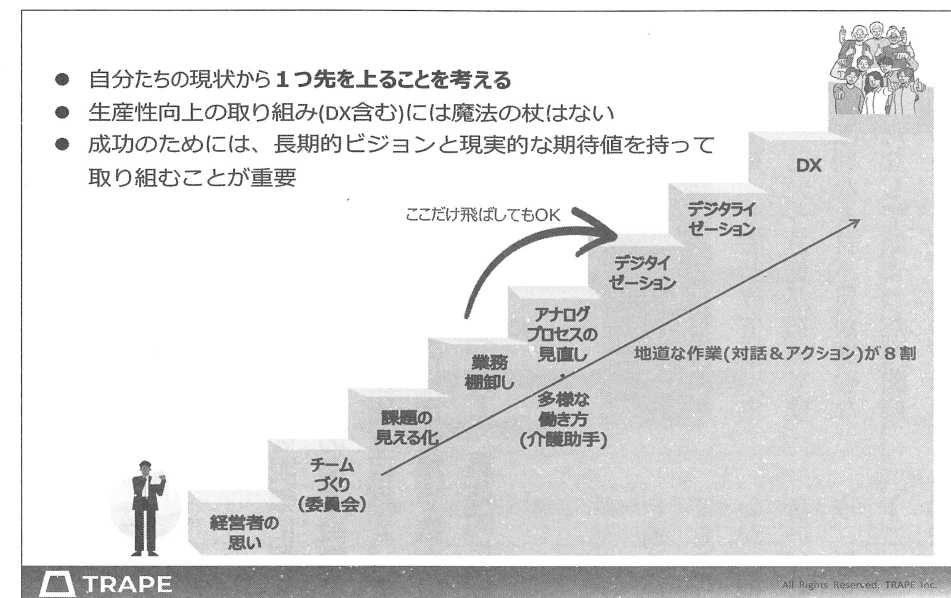 ● 自分たちの現状から１つ先を上ることを考える
● 生産性向上の取り組み(DX含む)には魔法の杖はない
● 成功のためには、長期的ビジョンと現実的な期待値を持って
取り組むことが重要
ここだけ飛ばしてもOK
DX
デジタライ
ゼーション
デジタイ
ゼーション
アナログ
プロセスの
見直し
・
多様な
働き方
(介護助手)
業務
棚卸し
課題の
見える化
チーム
づくり
(委員会)
経営者の
思い
地道な作業(対話＆アクション)が８割
TRAPE
All Rights Reserved. TRAPE Inc.